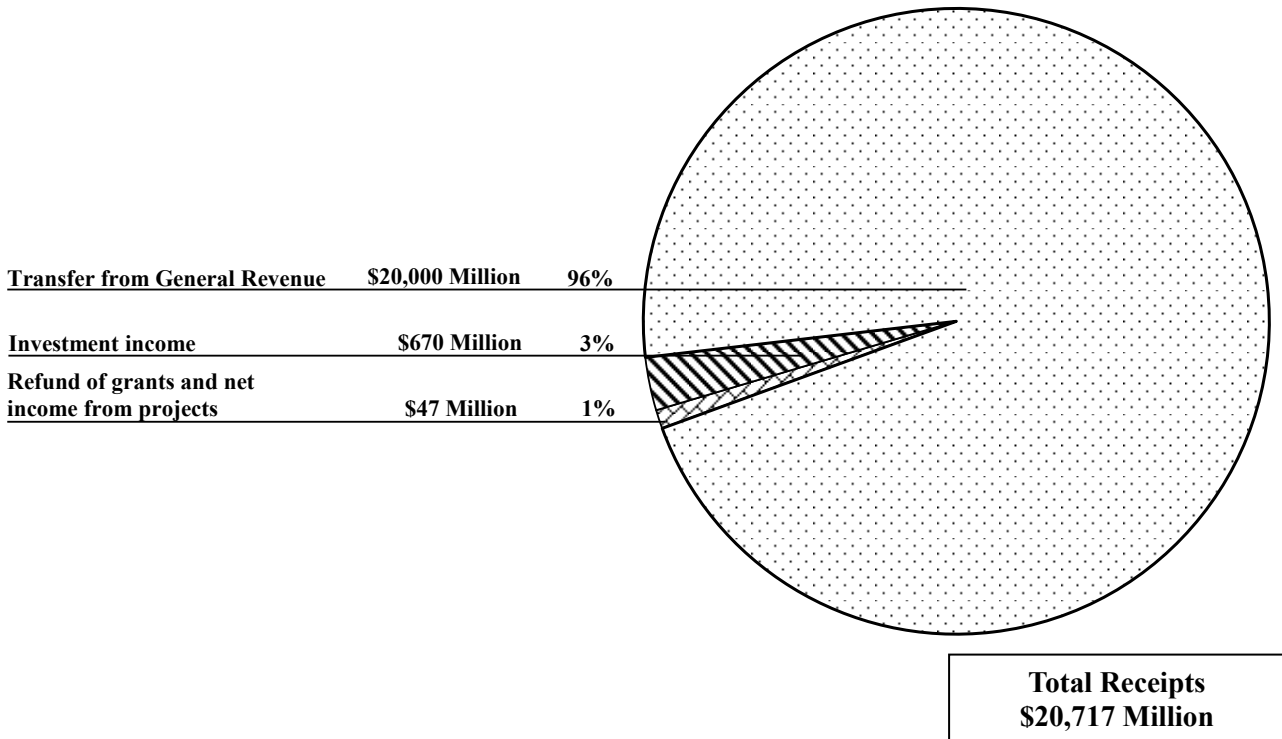 Transfer from General Revenue $20,000 Million 96%
Investment income $670 Million 3%
Refund of grants and net
income from projects $47 Million 1%
Total Receipts
$20,717 Million